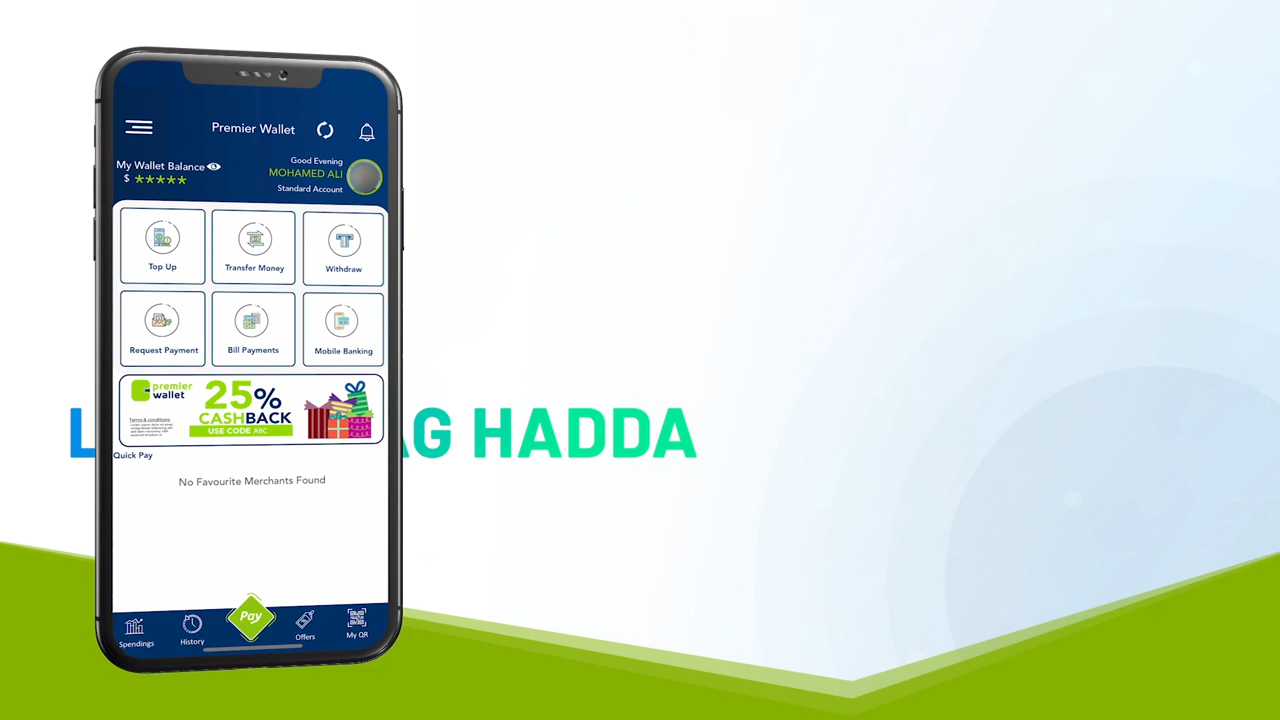 Premier Wallet
My Wallet Balance
$ *****
Good Evening
MOHAMED ALI
Standard Account
Top Up
Transfer Money
Withdraw
Request Payment
Bill Payments
Mobile Banking
premier
wallet
25%
CASHBACK
USE CODE ABC
Terms & conditions
L AG HADDA
Quick Pay
No Favourite Merchants Found
Pay
Spendings
History
Offers
My QR